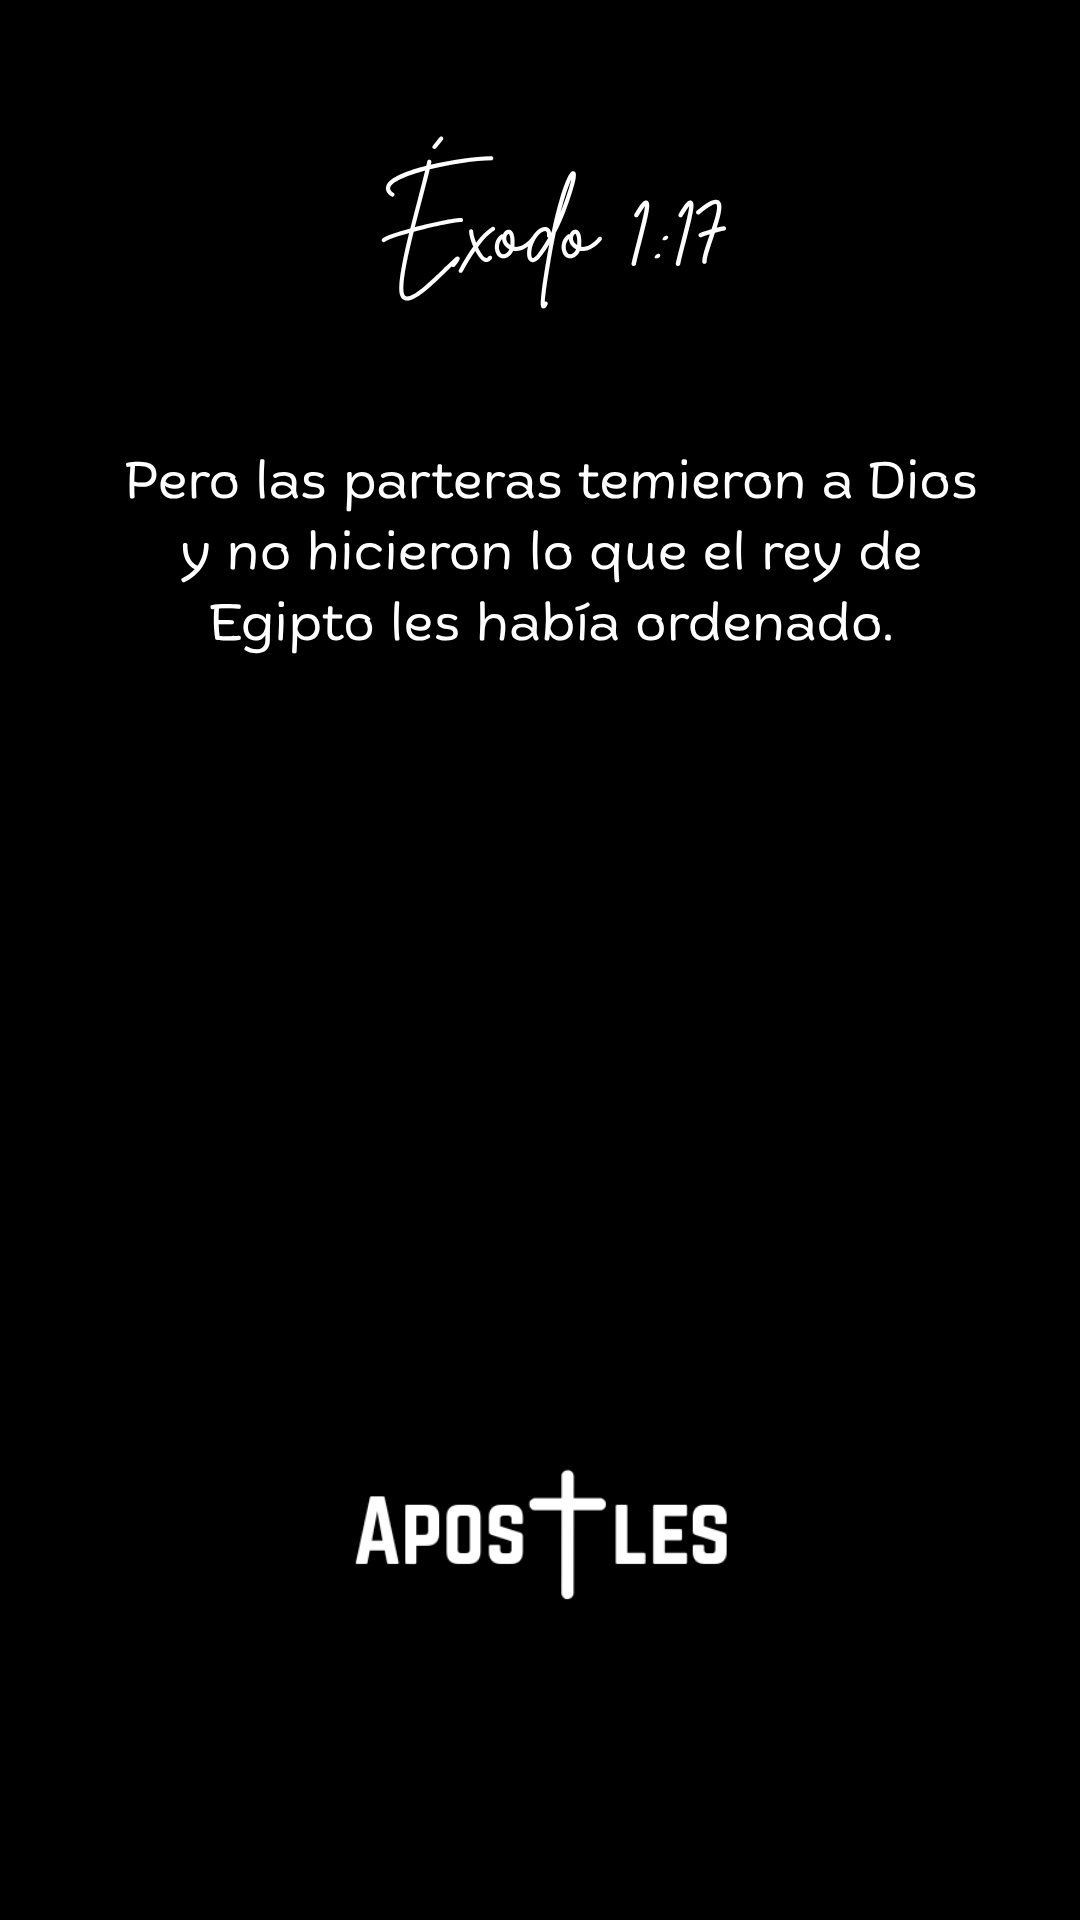 Éxodo 1:17
Pero las parteras temieron a Dios
y no hicieron lo que el rey de
Egipto les había ordenado.
APOSTLES